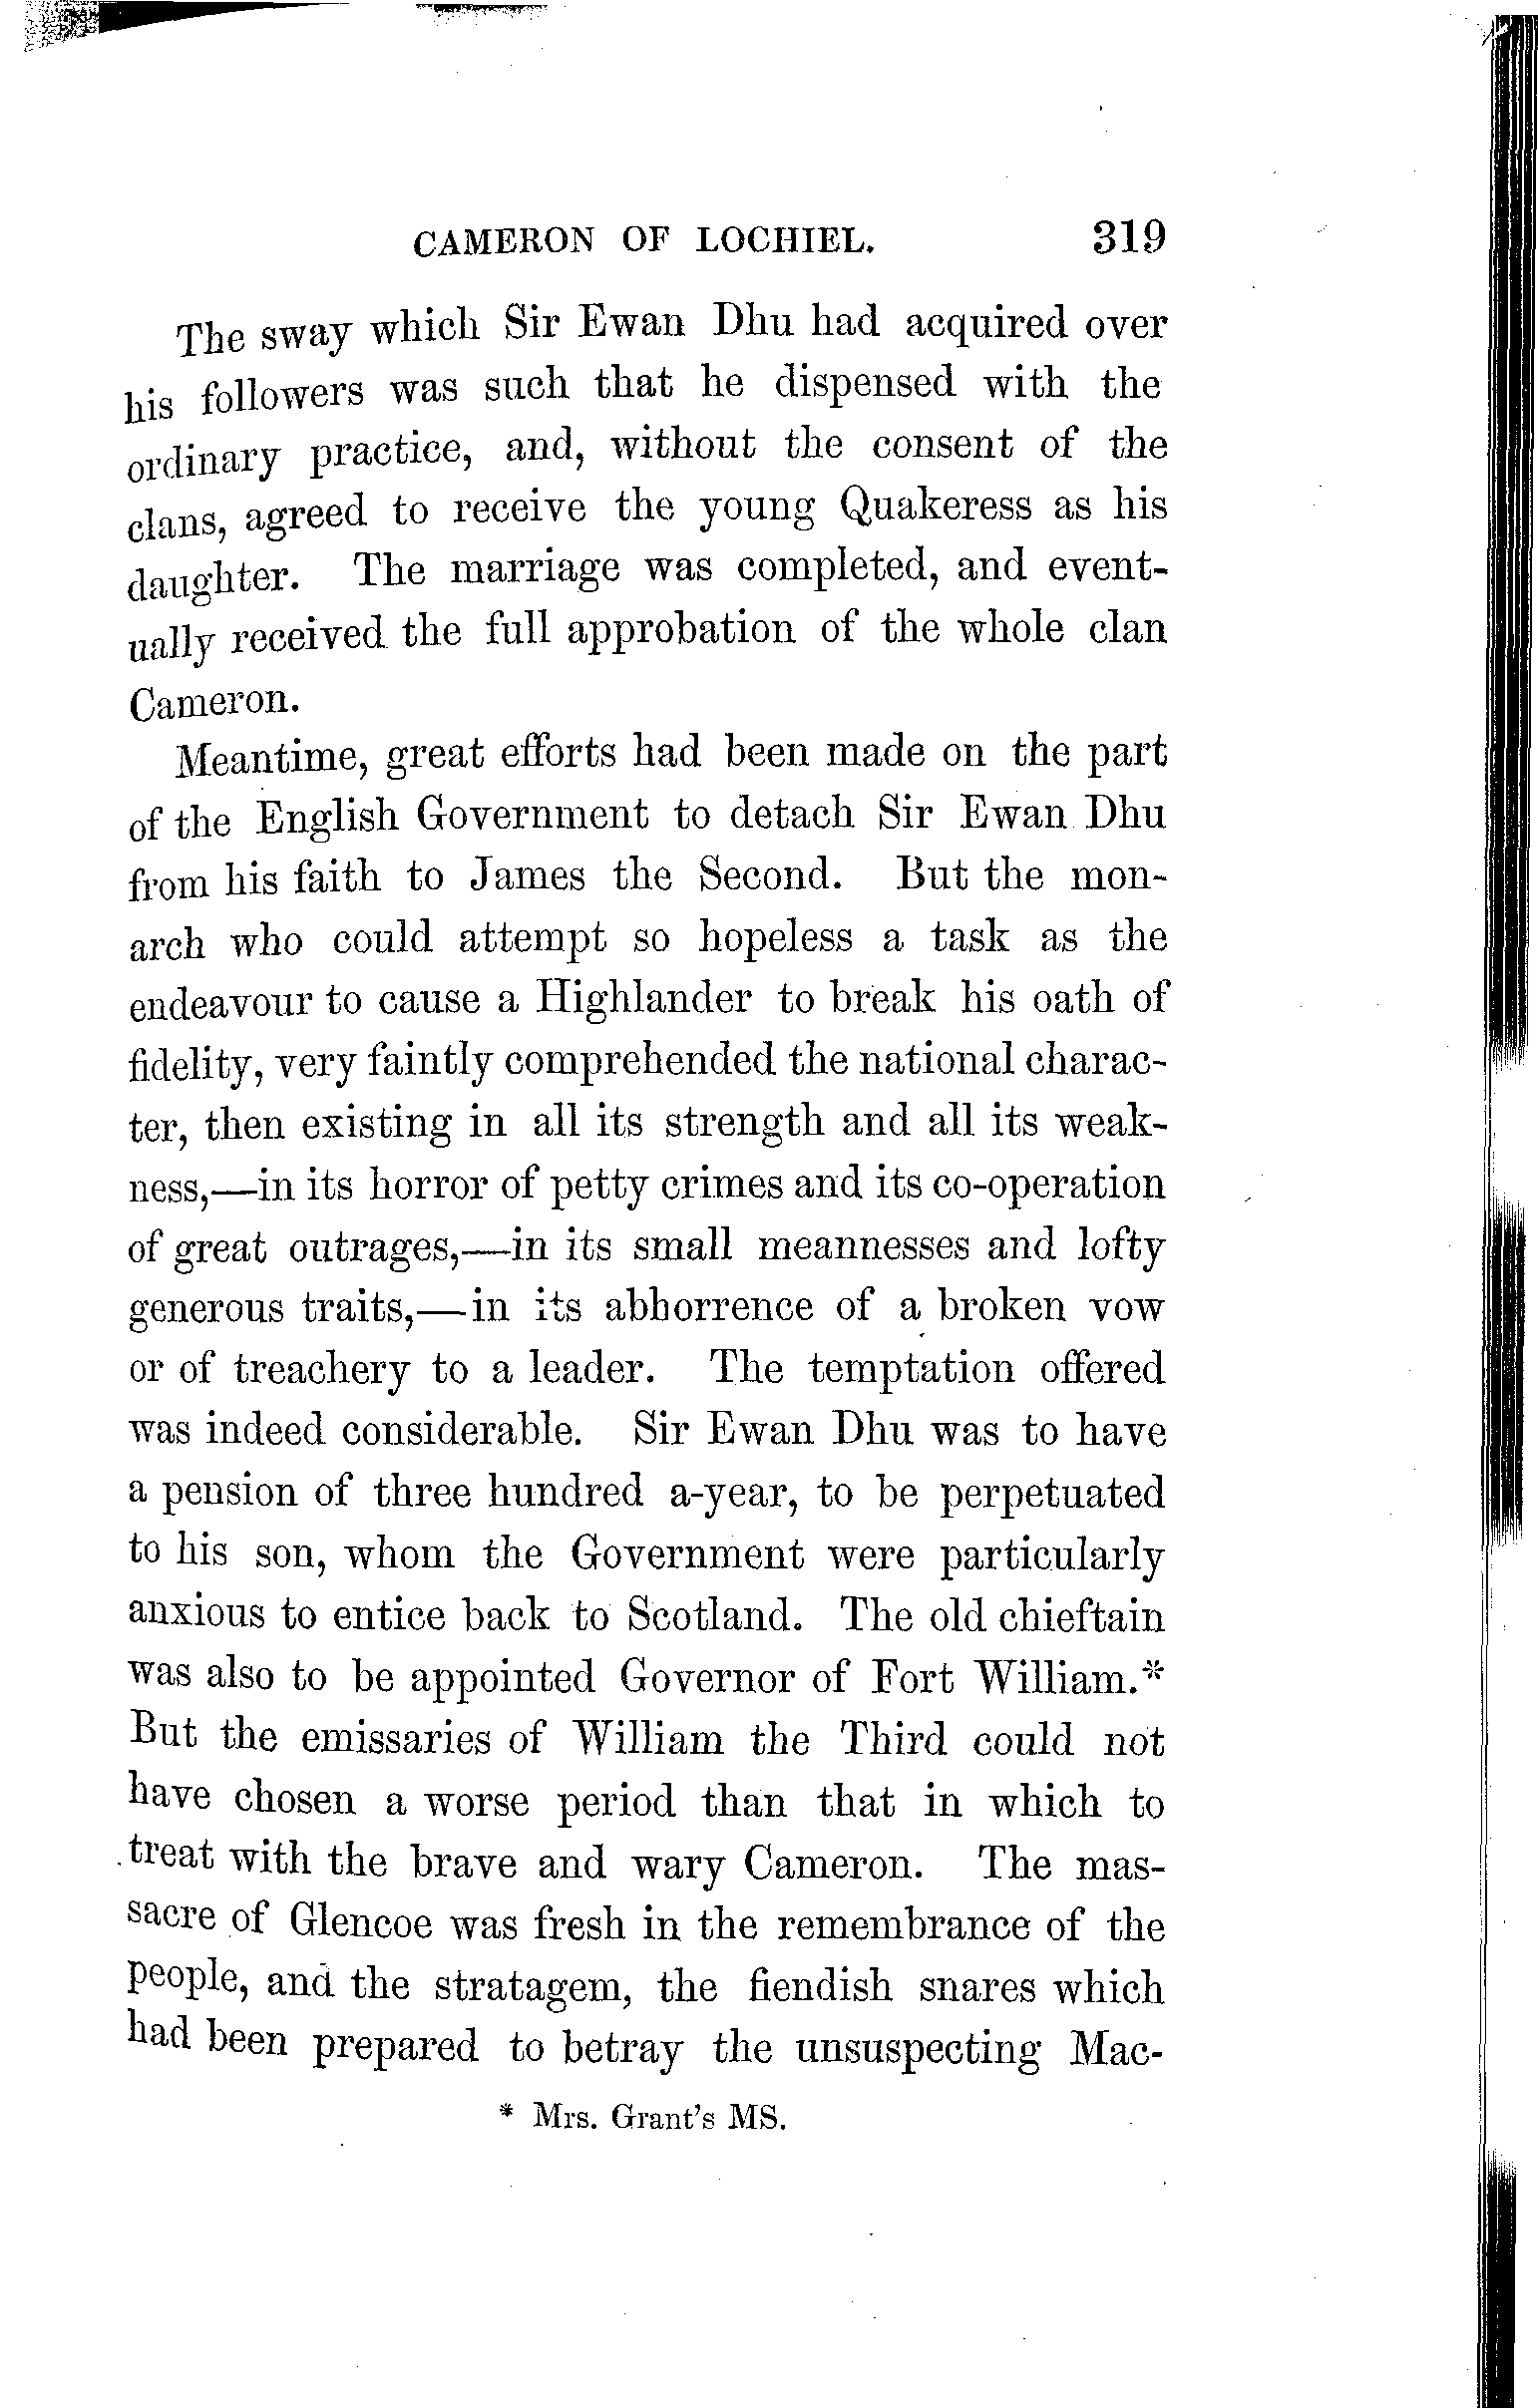 CAMERON OF LOCHIEL. 319
The sway which Sir Ewan Dhu had acquired over
his followers was such that he dispensed with the
ordinary practice, and, without the consent of the
clans, agreed to receive the young Quakeress as his
daughter. The marriage was completed, and event-
ually received the full approbation of the whole clan
Cameron.
Meantime, great efforts had been made on the part
of the English Government to detach Sir Ewan Dhu
from his faith to James the Second. But the mon-
arch who could attempt so hopeless a task as the
endeavour to cause a Highlander to break his oath of
fidelity, very faintly comprehended the national charac-
ter, then existing in all its strength and all its weak-
ness,—in its horror of petty crimes and its co-operation
of great outrages,—in its small meannesses and lofty
generous traits,—in its abhorrence of a broken vow
or of treachery to a leader. The temptation offered
was indeed considerable. Sir Ewan Dhu was to have
a pension of three hundred a-year, to be perpetuated
to his son, whom the Government were particularly
anxious to entice back to Scotland. The old chieftain
was also to be appointed Governor of Fort William.*
But the emissaries of William the Third could not
have chosen a worse period than that in which to
treat with the brave and wary Cameron. The mas-
sacre of Glencoe was fresh in the remembrance of the
people, and the stratagem, the fiendish snares which
had been prepared to betray the unsuspecting Mac-
* Mrs. Grant's MS.